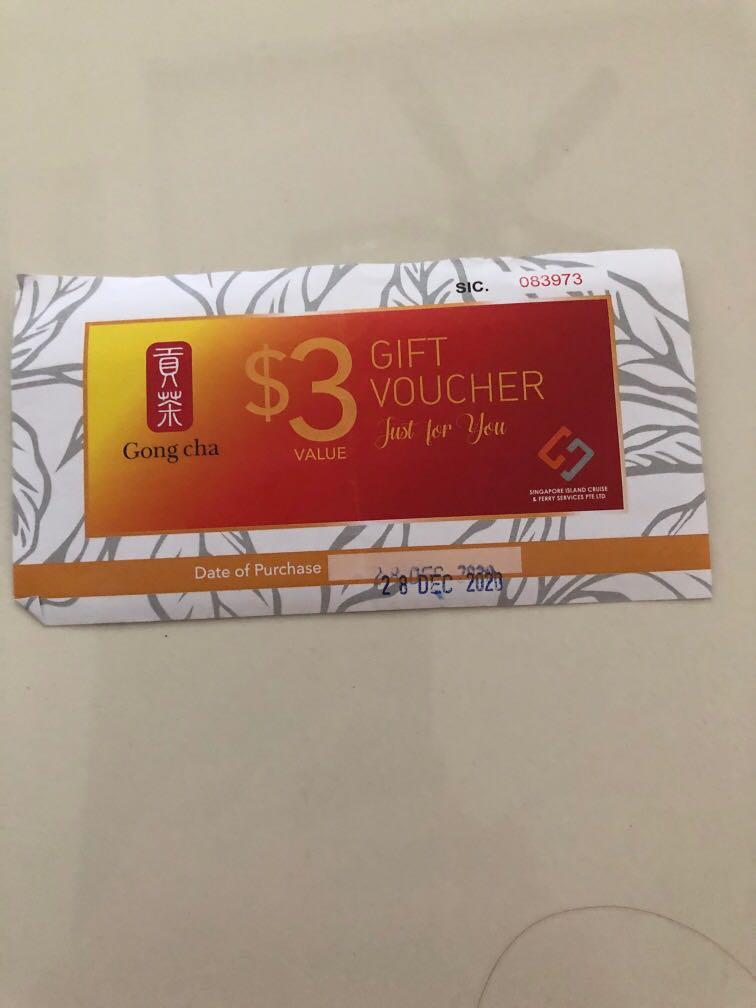 SIC. 083973
貢茶
Gong cha
$3
VALUE
GIFT
VOUCHER
Just for You
SINGAPORE ISLAND CRUISE
& FERRY SERVICES PTE LTD
Date of Purchase
28 DEC 2020